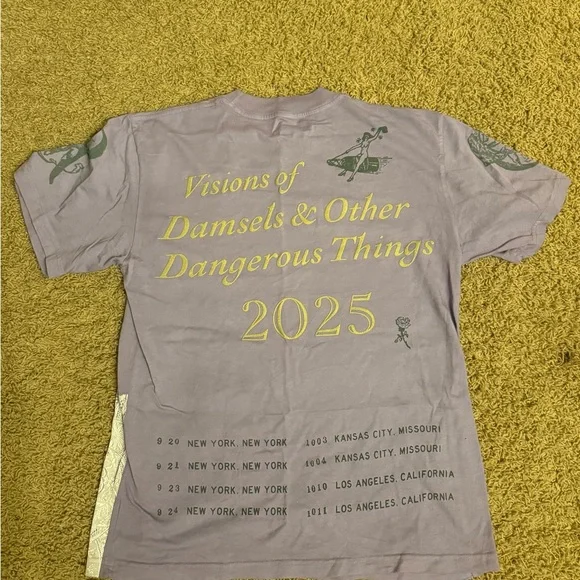 Visions of
Damsels & Other
Dangerous Things
2025
9 20 NEW YORK, NEW YORK 1003 KANSAS CITY, MISSOURI
9 21 NEW YORK, NEW YORK 1004 KANSAS CITY, MISSOURI
9 23 NEW YORK, NEW YORK 1010 LOS ANGELES, CALIFORNIA
9 24 NEW YORK, NEW YORK 1011 LOS ANGELES, CALIFORNIA